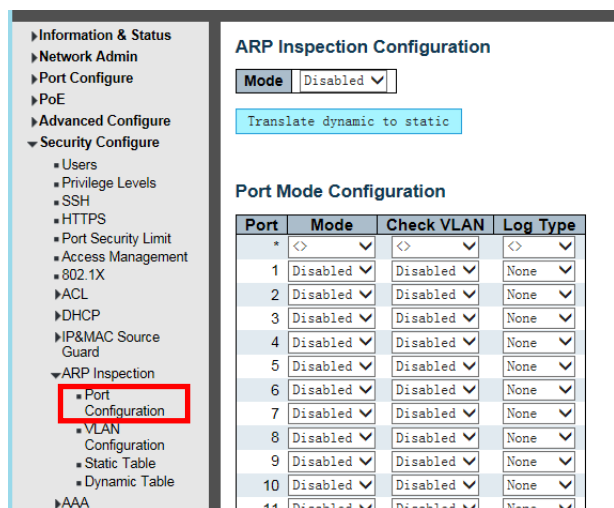 Information & Status
Network Admin
Port Configure
PoE
Advanced Configure
Security Configure
Users
Privilege Levels
SSH
HTTPS
Port Security Limit
Access Management
802.1X
ACL
DHCP
IP&MAC Source
Guard
ARP Inspection
Port
Configuration
VLAN
Configuration
Static Table
Dynamic Table
AAA
ARP Inspection Configuration
Mode Disabled
Translate dynamic to static
Port Mode Configuration
Port Mode Check VLAN Log Type
* <> <> <>
1 Disabled Disabled None
2 Disabled Disabled None
3 Disabled Disabled None
4 Disabled Disabled None
5 Disabled Disabled None
6 Disabled Disabled None
7 Disabled Disabled None
8 Disabled Disabled None
9 Disabled Disabled None
10 Disabled Disabled None
11 Disabled Disabled None